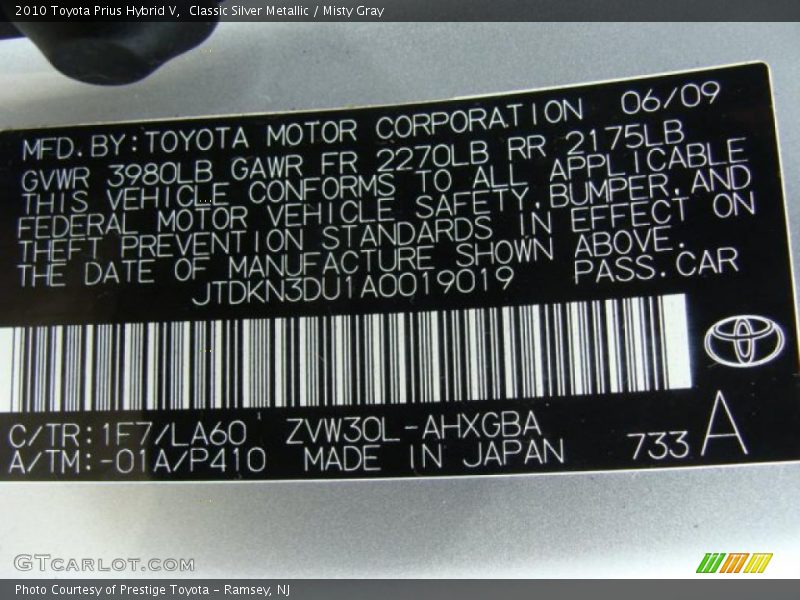 2010 Toyota Prius Hybrid V,  Classic Silver Metallic / Misty Gray
MFD.BY:TOYOTA MOTOR CORPORATION 06/09
GVWR 3980LB GAWR FR 2270LB RR 2175LB
THIS VEHICLE CONFORMS TO ALL APPLICABLE
FEDERAL MOTOR VEHICLE SAFETY,BUMPER,AND
THEFT PREVENTION STANDARDS IN EFFECT ON
THE DATE OF MANUFACTURE SHOWN ABOVE.
JTDKN3DU1A0019019 PASS.CAR
C/TR:1F7/LA60 ZVW30L-AHXGBA
A/TM:-01A/P410 MADE IN JAPAN 733 A
GTCARLOT.COM
Photo Courtesy of Prestige Toyota - Ramsey, NJ